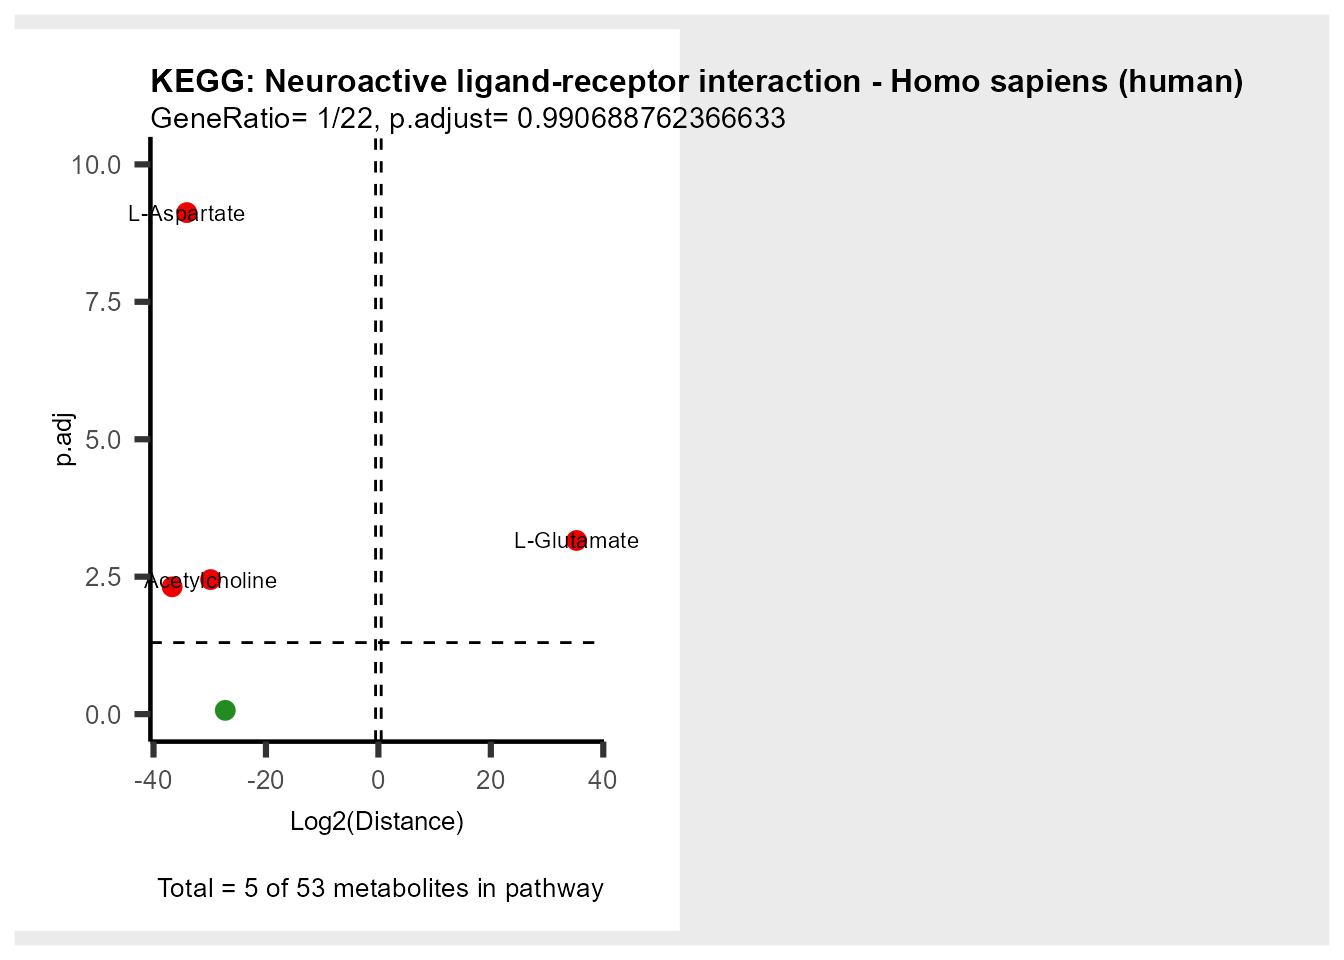 KEGG: Neuroactive ligand-receptor interaction - Homo sapiens (human)
GeneRatio= 1/22, p.adjust= 0.990688762366633
10.0
L-Aspartate
7.5
p.adj
5.0
L-Glutamate
2.5
Acetylcholine
0.0
-40 -20 0 20 40
Log2(Distance)
Total = 5 of 53 metabolites in pathway